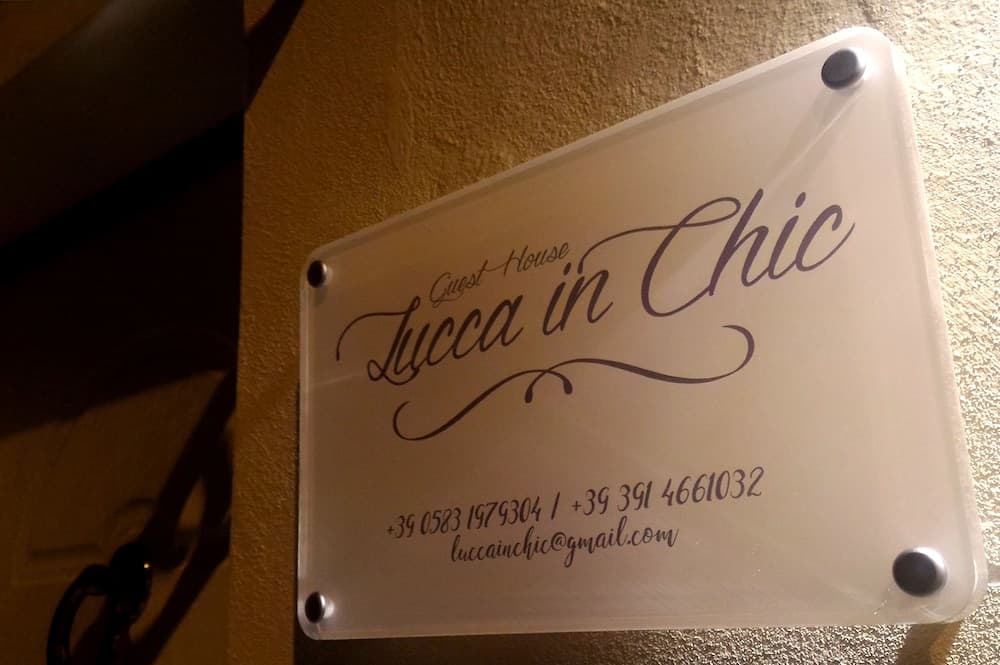 Guest House
Lucca in Chic
+39 0583 1979304 / +39 391 4661032
luccainchic@gmail.com